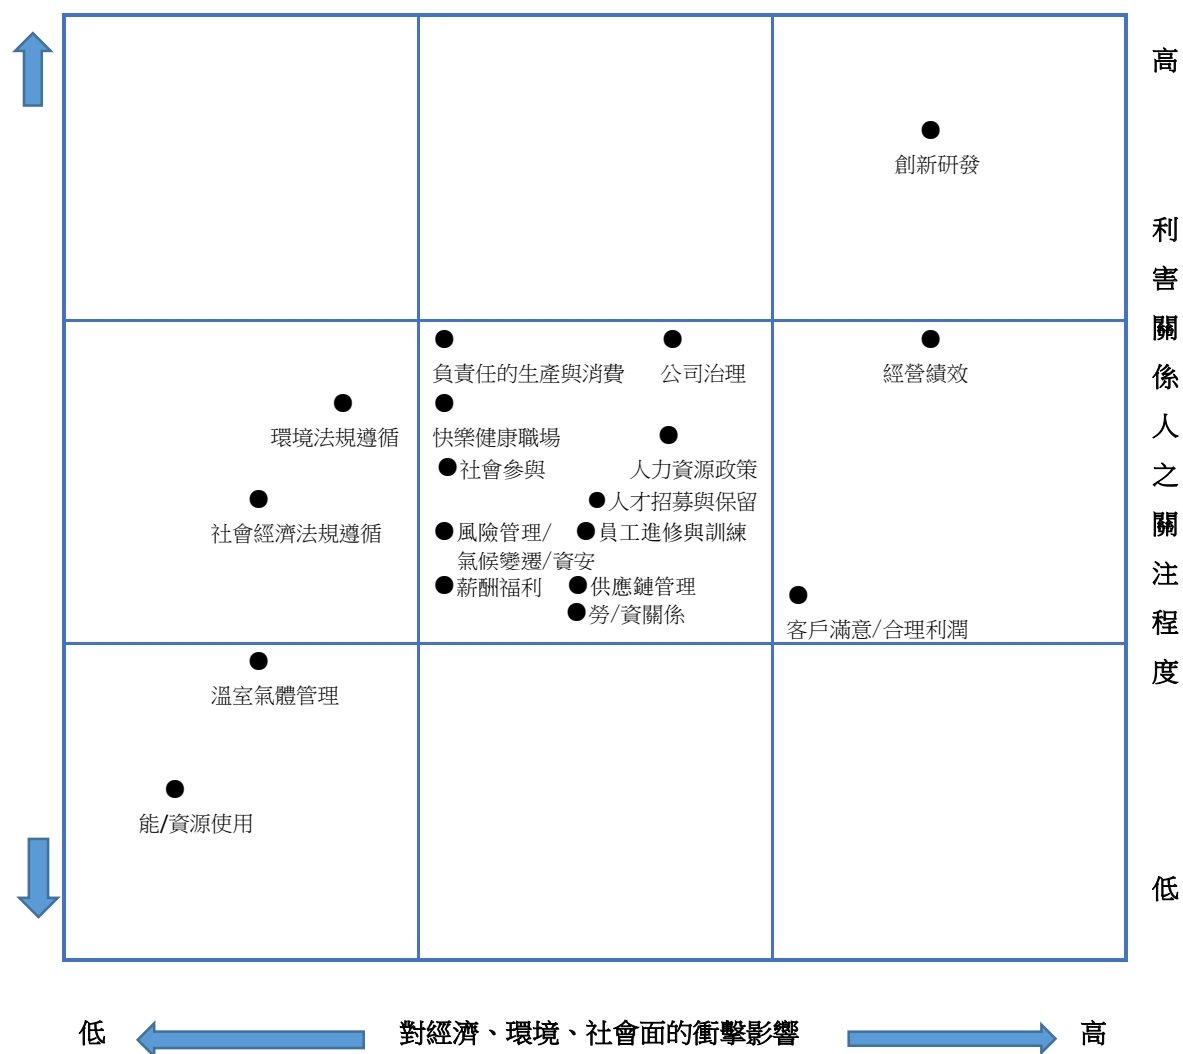 高
創新研發
利害關係人之關注程度
負責任的生產與消費
公司治理
經營績效
環境法規遵循
快樂健康職場
社會參與
人力資源政策
人才招募與保留
社會經濟法規遵循
風險管理/
氣候變遷/資安
員工進修與訓練
薪酬福利
供應鏈管理
勞/資關係
客戶滿意/合理利潤
溫室氣體管理
能/資源使用
低
低
對經濟、環境、社會面的衝擊影響
高